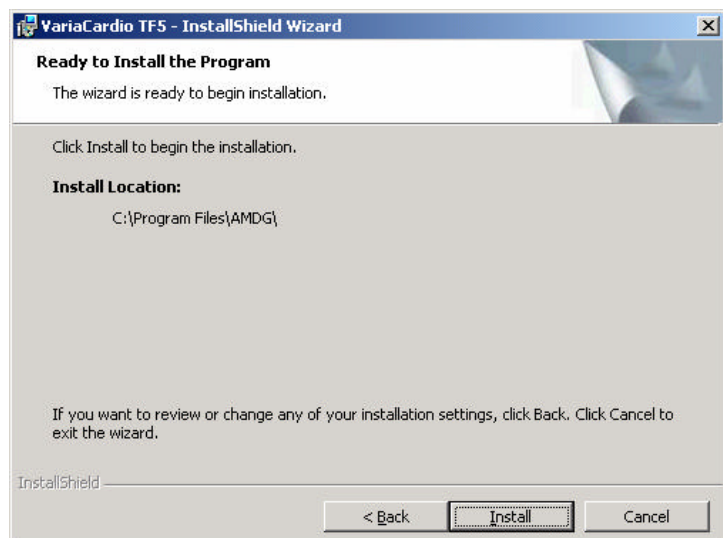 VariaCardio TF5 - InstallShield Wizard
Ready to Install the Program
The wizard is ready to begin installation.
Click Install to begin the installation.
Install Location:
C:\Program Files\AMDG\
If you want to review or change any of your installation settings, click Back. Click Cancel to
exit the wizard.
InstallShield
< Back
Install
Cancel